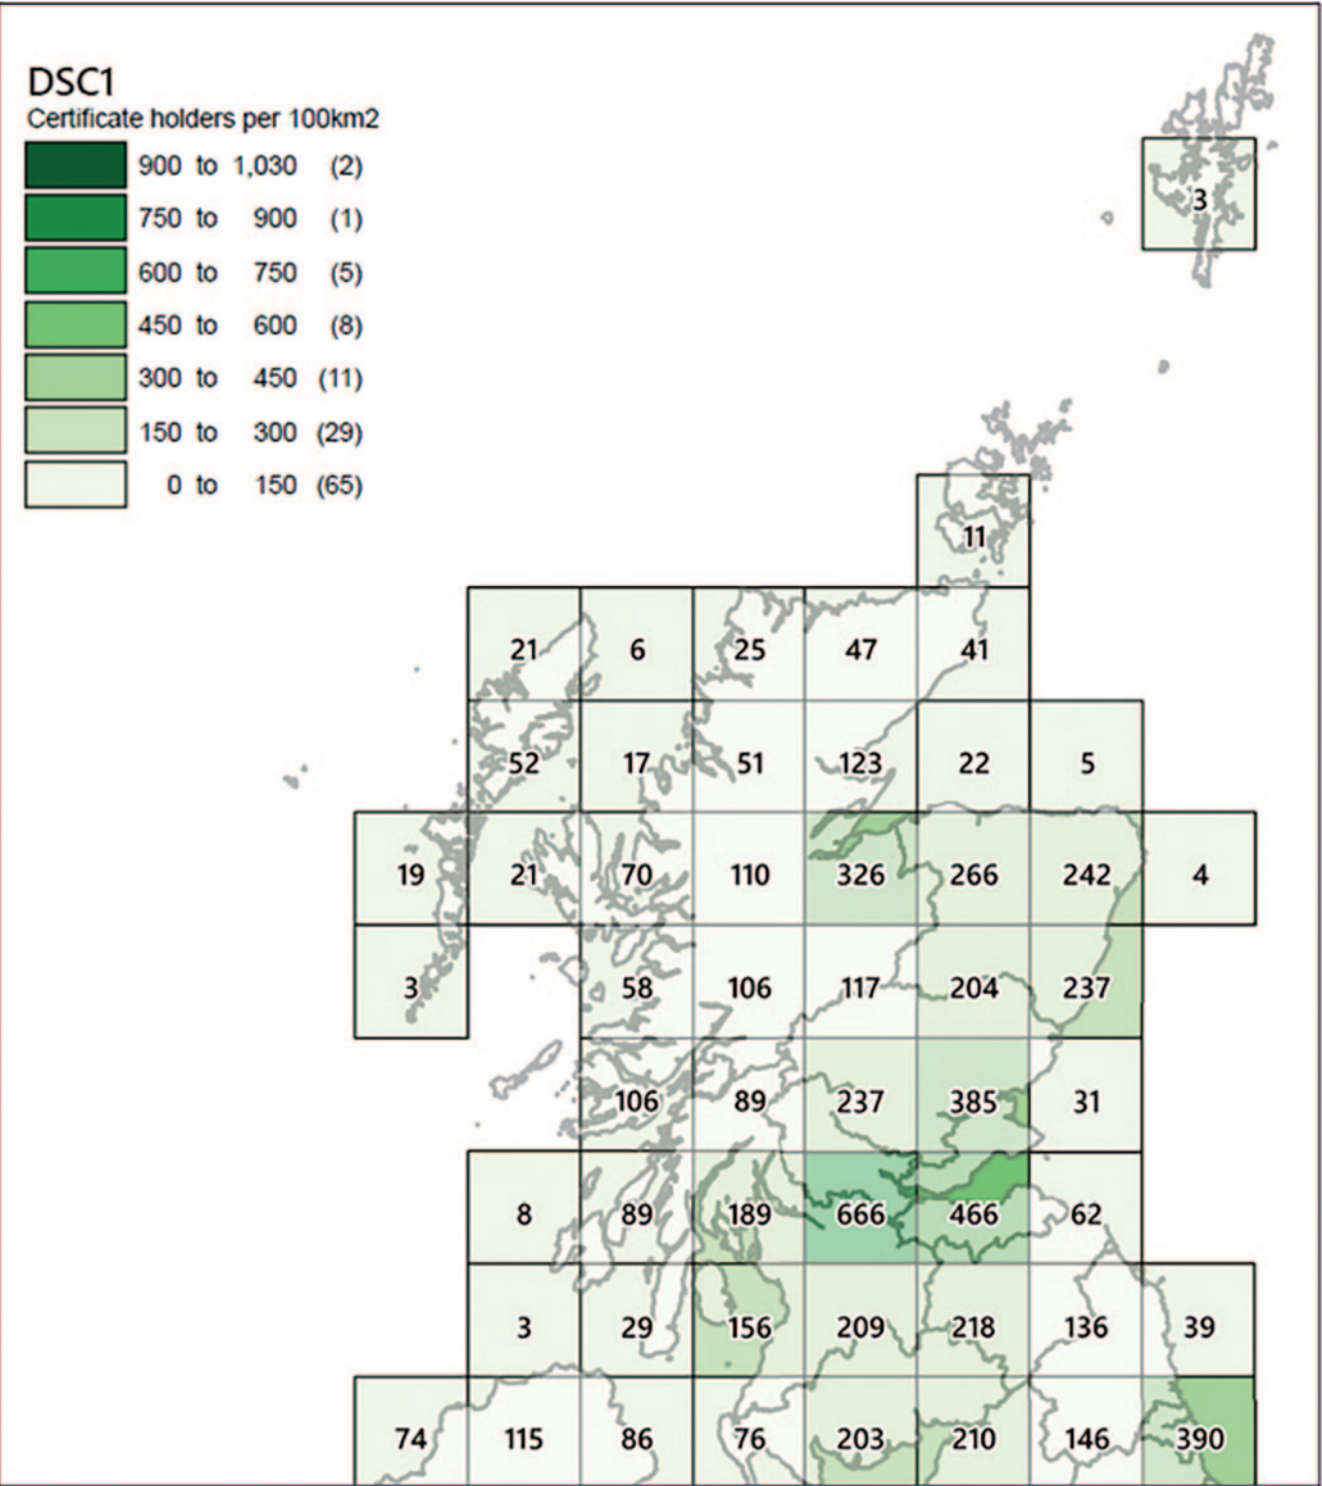 DSC1
Certificate holders per 100km2
900 to 1,030 (2)
750 to 900 (1)
600 to 750 (5)
450 to 600 (8)
300 to 450 (11)
150 to 300 (29)
0 to 150 (65)
3
11
21 6 25 47 41
52 17 51 123 22 5
19 21 70 110 326 266 242 4
3 58 106 117 204 237
106 89 237 385 31
8 89 189 666 466 62
3 29 156 209 218 136 39
74 115 86 76 203 210 146 390